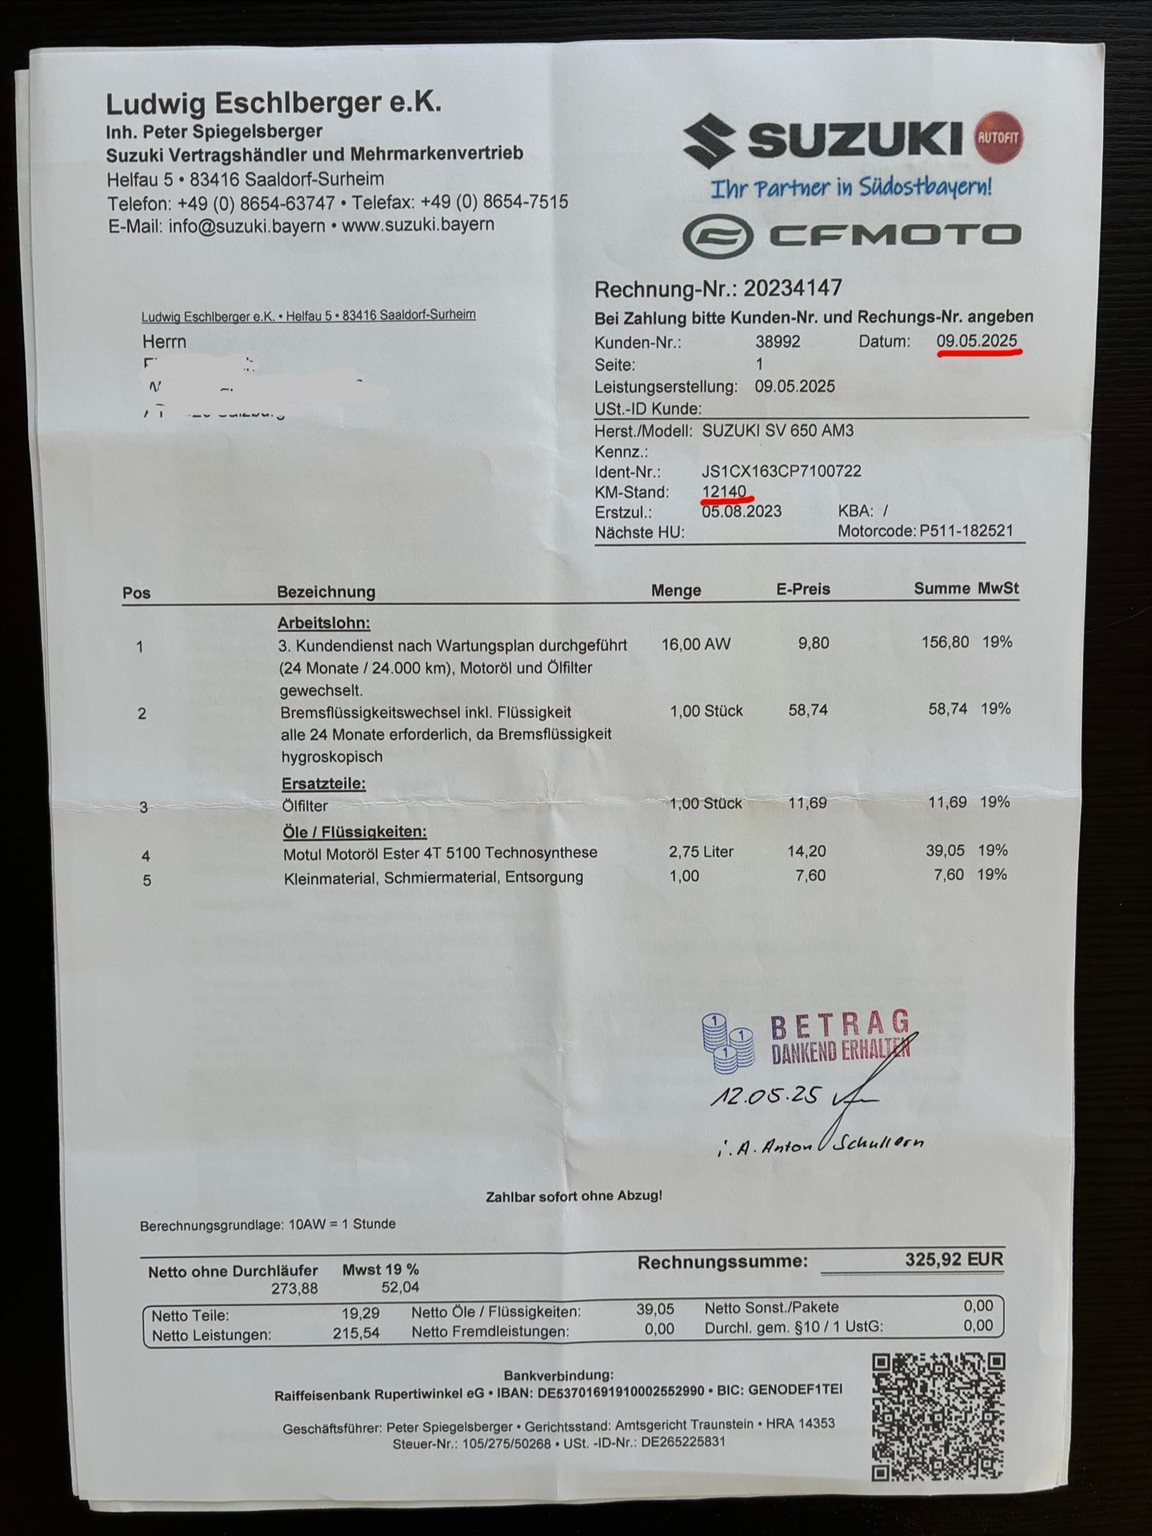 Ludwig Eschlberger e.K.
Inh. Peter Spiegelsberger
Suzuki Vertragshändler und Mehrmarkenvertrieb
Helfau 5 • 83416 Saaldorf-Surheim
Telefon: +49 (0) 8654-63747 • Telefax: +49 (0) 8654-7515
E-Mail: info@suzuki.bayern • www.suzuki.bayern
SUZUKI AUTOFIT
Ihr Partner in Südostbayern!
CFMOTO
Rechnung-Nr.: 20234147
Bei Zahlung bitte Kunden-Nr. und Rechungs-Nr. angeben
Kunden-Nr.: 38992 Datum: 09.05.2025
Seite: 1
Leistungserstellung: 09.05.2025
USt.-ID Kunde:
Ludwig Eschlberger e.K. • Helfau 5 • 83416 Saaldorf-Surheim
Herrn
Herst./Modell: SUZUKI SV 650 AM3
Kennz.:
Ident-Nr.: JS1CX163CP7100722
KM-Stand: 12140
Erstzul.: 05.08.2023 KBA: /
Nächste HU: Motorcode: P511-182521
Pos Bezeichnung Menge E-Preis Summe MwSt
Arbeitslohn:
1 3. Kundendienst nach Wartungsplan durchgeführt 16,00 AW 9,80 156,80 19%
(24 Monate / 24.000 km), Motoröl und Ölfilter
gewechselt.
2 Bremsflüssigkeitswechsel inkl. Flüssigkeit 1,00 Stück 58,74 58,74 19%
alle 24 Monate erforderlich, da Bremsflüssigkeit
hygroskopisch
Ersatzteile:
3 Ölfilter 1,00 Stück 11,69 11,69 19%
Öle / Flüssigkeiten:
4 Motul Motoröl Ester 4T 5100 Technosynthese 2,75 Liter 14,20 39,05 19%
5 Kleinmaterial, Schmiermaterial, Entsorgung 1,00 7,60 7,60 19%
BETRAG
DANKEND ERHALTEN
12.05.25
i.A. Anton Schullern
Zahlbar sofort ohne Abzug!
Berechnungsgrundlage: 10AW = 1 Stunde
Netto ohne Durchläufer Mwst 19 % Rechnungssumme: 325,92 EUR
273,88 52,04
Netto Teile: 19,29 Netto Öle / Flüssigkeiten: 39,05 Netto Sonst./Pakete 0,00
Netto Leistungen: 215,54 Netto Fremdleistungen: 0,00 Durchl. gem. §10 / 1 UstG: 0,00
Bankverbindung:
Raiffeisenbank Rupertiwinkel eG • IBAN: DE53701691910002552990 • BIC: GENODEF1TEI
Geschäftsführer: Peter Spiegelsberger • Gerichtsstand: Amtsgericht Traunstein • HRA 14353
Steuer-Nr.: 105/275/50268 • USt. -ID-Nr.: DE265225831